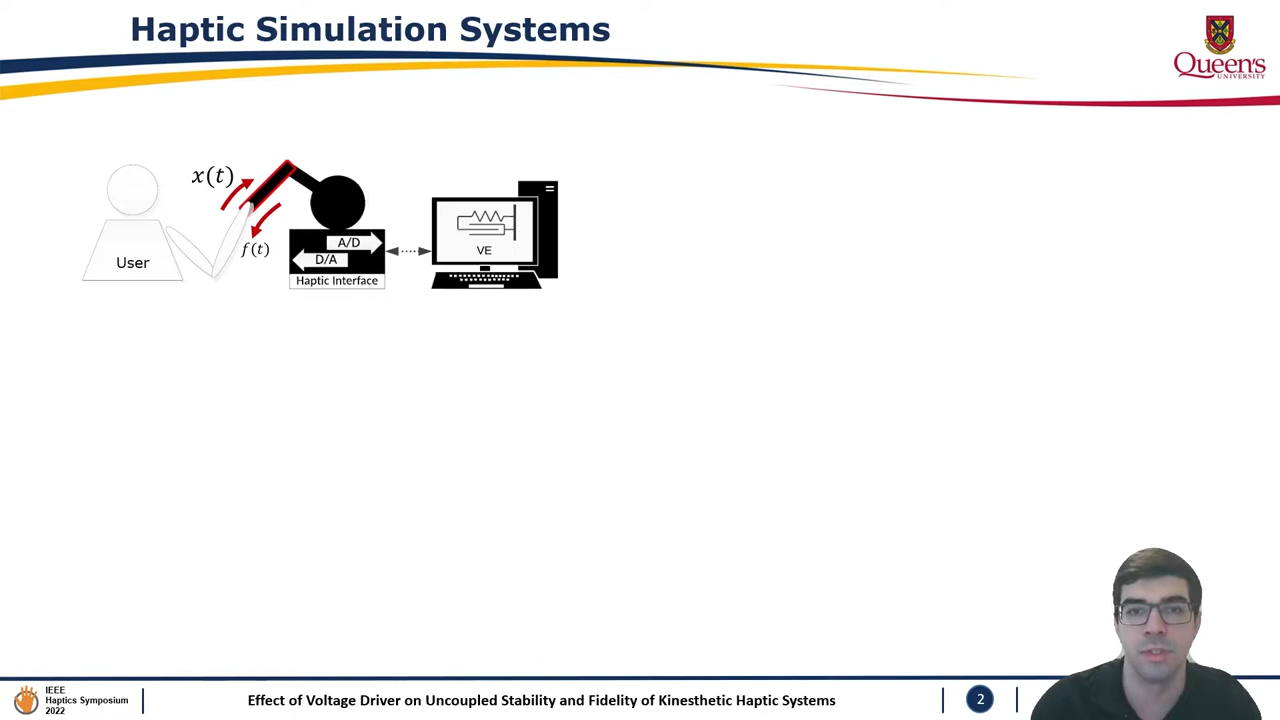 Haptic Simulation Systems
Queen's
UNIVERSITY
x(t)
f(t)
User
A/D
D/A
Haptic Interface
VE
IEEE
Haptics Symposium
2022
Effect of Voltage Driver on Uncoupled Stability and Fidelity of Kinesthetic Haptic Systems
2